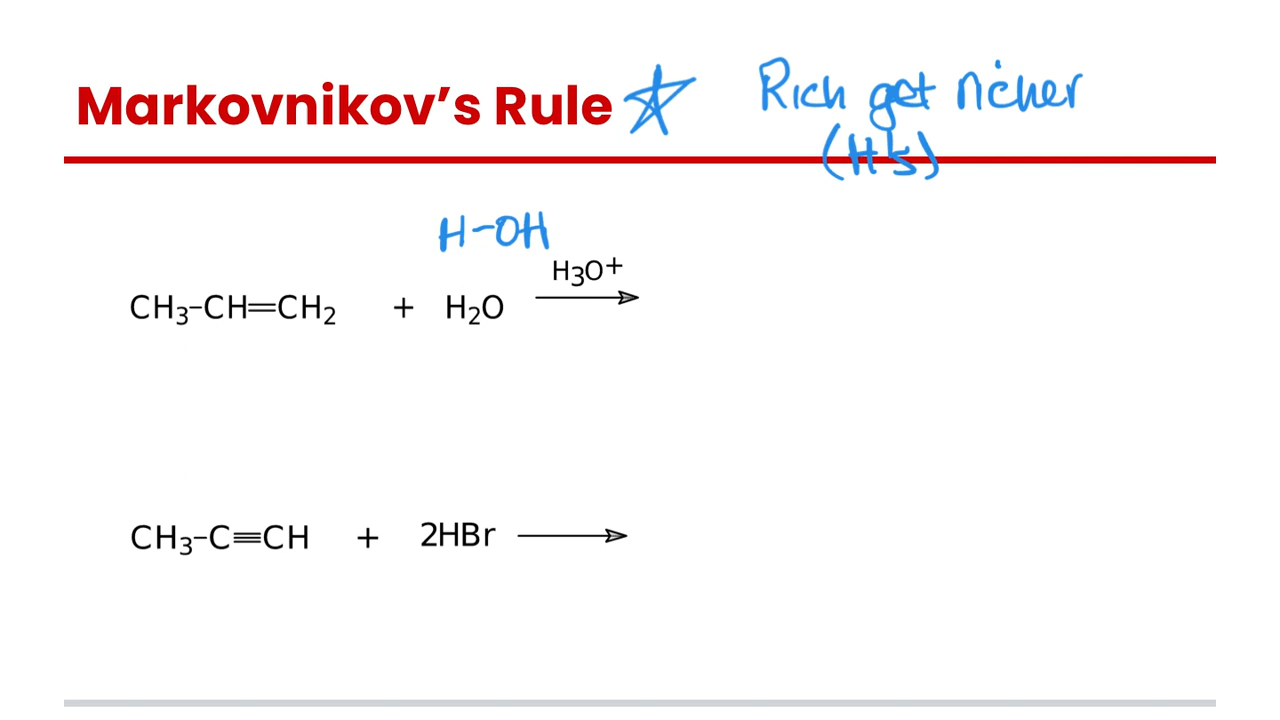 Markovnikov's Rule ☆ Rich get richer
(H's)
H-OH
CH₃-CH=CH₂ + H₂O H₃O⁺
CH₃-C≡CH + 2HBr